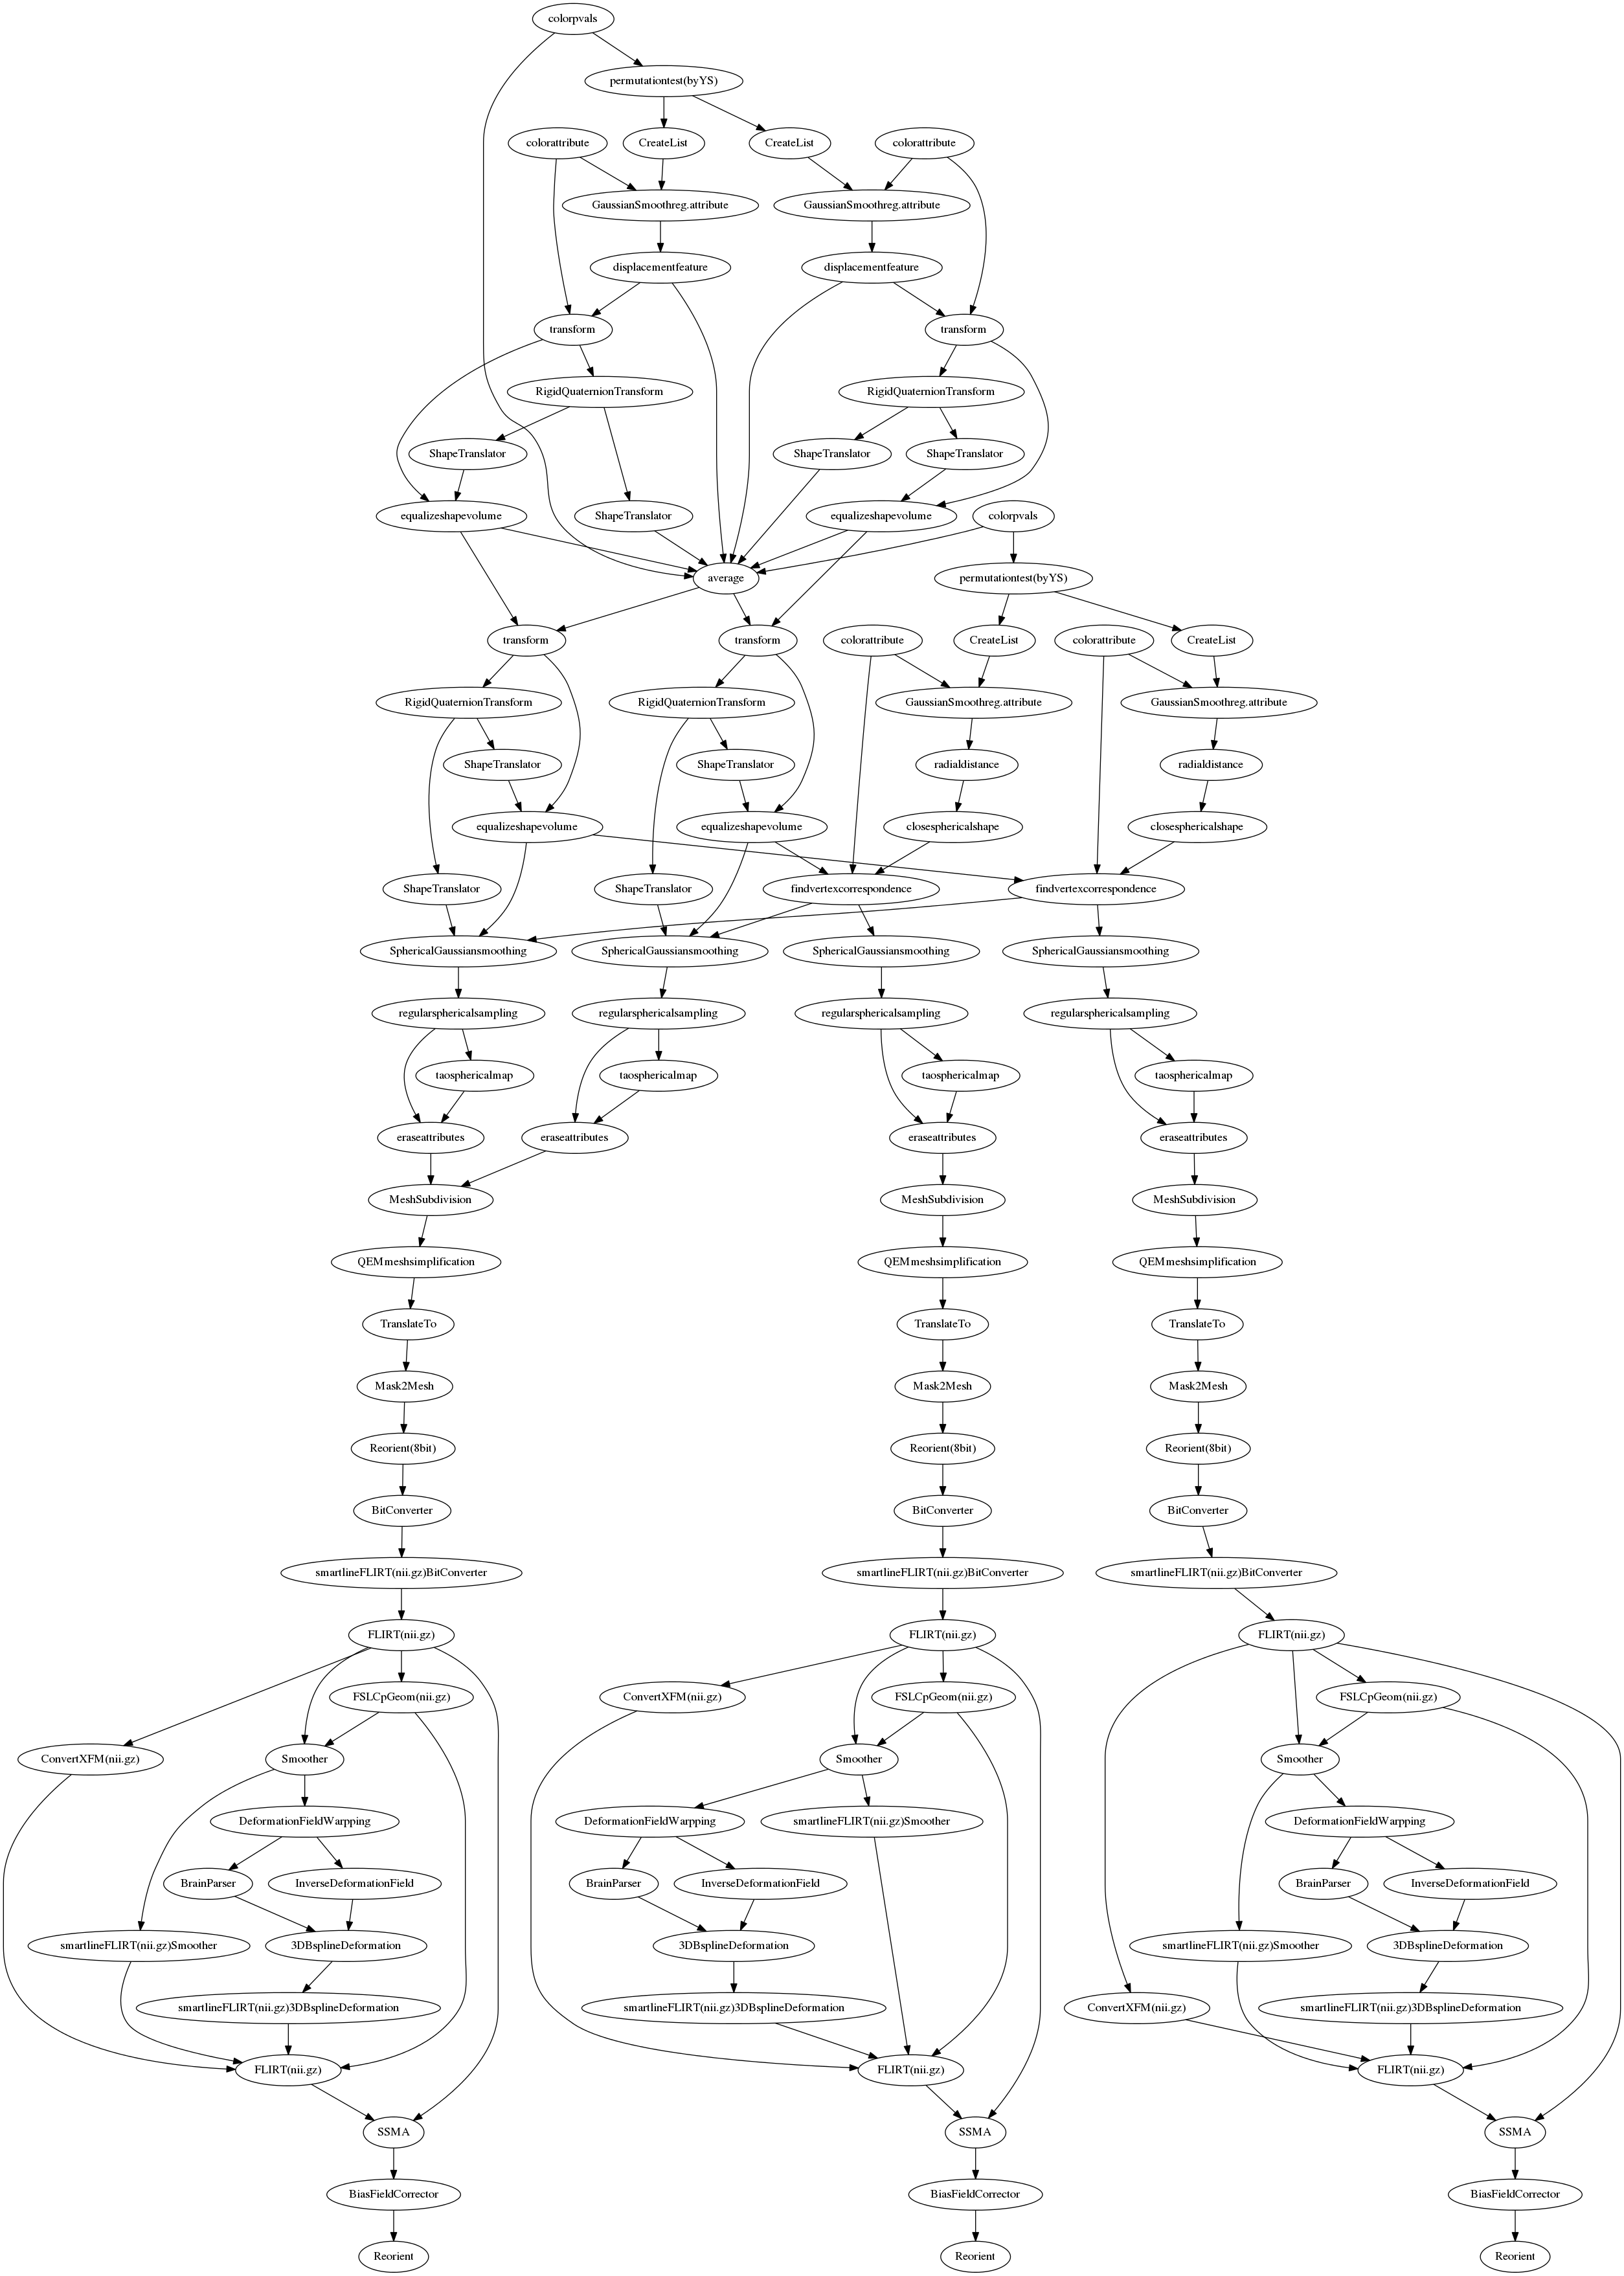 colorpvals
permutationtest(byYS)
colorattribute
CreateList
CreateList
colorattribute
GaussianSmoothreg.attribute
GaussianSmoothreg.attribute
displacementfeature
displacementfeature
transform
transform
RigidQuaternionTransform
RigidQuaternionTransform
ShapeTranslator
ShapeTranslator
ShapeTranslator
equalizeshapevolume
ShapeTranslator
equalizeshapevolume
colorpvals
average
permutationtest(byYS)
transform
transform
colorattribute
CreateList
colorattribute
CreateList
RigidQuaternionTransform
RigidQuaternionTransform
GaussianSmoothreg.attribute
GaussianSmoothreg.attribute
ShapeTranslator
ShapeTranslator
radialdistance
radialdistance
equalizeshapevolume
equalizeshapevolume
closesphericalshape
closesphericalshape
ShapeTranslator
ShapeTranslator
findvertexcorrespondence
findvertexcorrespondence
SphericalGaussiansmoothing
SphericalGaussiansmoothing
SphericalGaussiansmoothing
SphericalGaussiansmoothing
regularsphericalsampling
regularsphericalsampling
regularsphericalsampling
regularsphericalsampling
taosphericalmap
taosphericalmap
taosphericalmap
taosphericalmap
eraseattributes
eraseattributes
eraseattributes
eraseattributes
MeshSubdivision
MeshSubdivision
MeshSubdivision
QEMmeshsimplification
QEMmeshsimplification
QEMmeshsimplification
TranslateTo
TranslateTo
TranslateTo
Mask2Mesh
Mask2Mesh
Mask2Mesh
Reorient(8bit)
Reorient(8bit)
Reorient(8bit)
BitConverter
BitConverter
BitConverter
smartlineFLIRT(nii.gz)BitConverter
smartlineFLIRT(nii.gz)BitConverter
smartlineFLIRT(nii.gz)BitConverter
FLIRT(nii.gz)
FLIRT(nii.gz)
FLIRT(nii.gz)
FSLCpGeom(nii.gz)
ConvertXFM(nii.gz)
FSLCpGeom(nii.gz)
FSLCpGeom(nii.gz)
ConvertXFM(nii.gz)
Smoother
Smoother
Smoother
DeformationFieldWarpping
DeformationFieldWarpping
smartlineFLIRT(nii.gz)Smoother
DeformationFieldWarpping
BrainParser
InverseDeformationField
BrainParser
InverseDeformationField
BrainParser
InverseDeformationField
smartlineFLIRT(nii.gz)Smoother
3DBsplineDeformation
3DBsplineDeformation
smartlineFLIRT(nii.gz)Smoother
3DBsplineDeformation
smartlineFLIRT(nii.gz)3DBsplineDeformation
smartlineFLIRT(nii.gz)3DBsplineDeformation
ConvertXFM(nii.gz)
smartlineFLIRT(nii.gz)3DBsplineDeformation
FLIRT(nii.gz)
FLIRT(nii.gz)
FLIRT(nii.gz)
SSMA
SSMA
SSMA
BiasFieldCorrector
BiasFieldCorrector
BiasFieldCorrector
Reorient
Reorient
Reorient